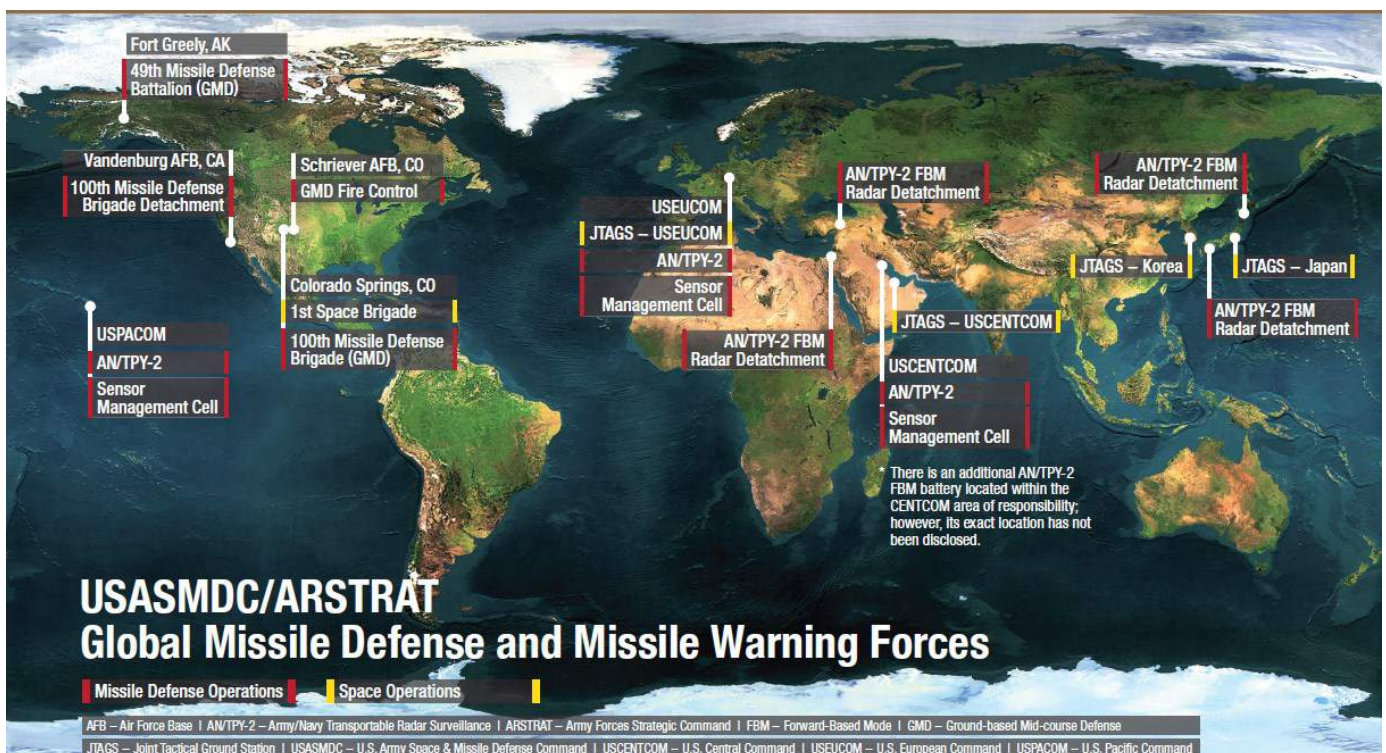 Fort Greely, AK
49th Missile Defense
Battalion (GMD)
Vandenburg AFB, CA
100th Missile Defense
Brigade Detachment
Schriever AFB, CO
GMD Fire Control
Colorado Springs, CO
1st Space Brigade
100th Missile Defense
Brigade (GMD)
USPACOM
AN/TPY-2
Sensor
Management Cell
USEUCOM
JTAGS – USEUCOM
AN/TPY-2
Sensor
Management Cell
AN/TPY-2 FBM
Radar Detatchment
AN/TPY-2 FBM
Radar Detatchment
JTAGS – USCENTCOM
USCENTCOM
AN/TPY-2
Sensor
Management Cell
* There is an additional AN/TPY-2
FBM battery located within the
CENTCOM area of responsibility;
however, its exact location has not
been disclosed.
AN/TPY-2 FBM
Radar Detatchment
JTAGS – Korea
JTAGS – Japan
AN/TPY-2 FBM
Radar Detatchment
USASMDC/ARSTRAT
Global Missile Defense and Missile Warning Forces
Missile Defense Operations
Space Operations
AFB – Air Force Base | AN/TPY-2 – Army/Navy Transportable Radar Surveillance | ARSTRAT – Army Forces Strategic Command | FBM – Forward-Based Mode | GMD – Ground-based Mid-course Defense
JTAGS – Joint Tactical Ground Station | USASMDC – U.S. Army Space & Missile Defense Command | USCENTCOM – U.S. Central Command | USEUCOM – U.S. European Command | USPACOM – U.S. Pacific Command